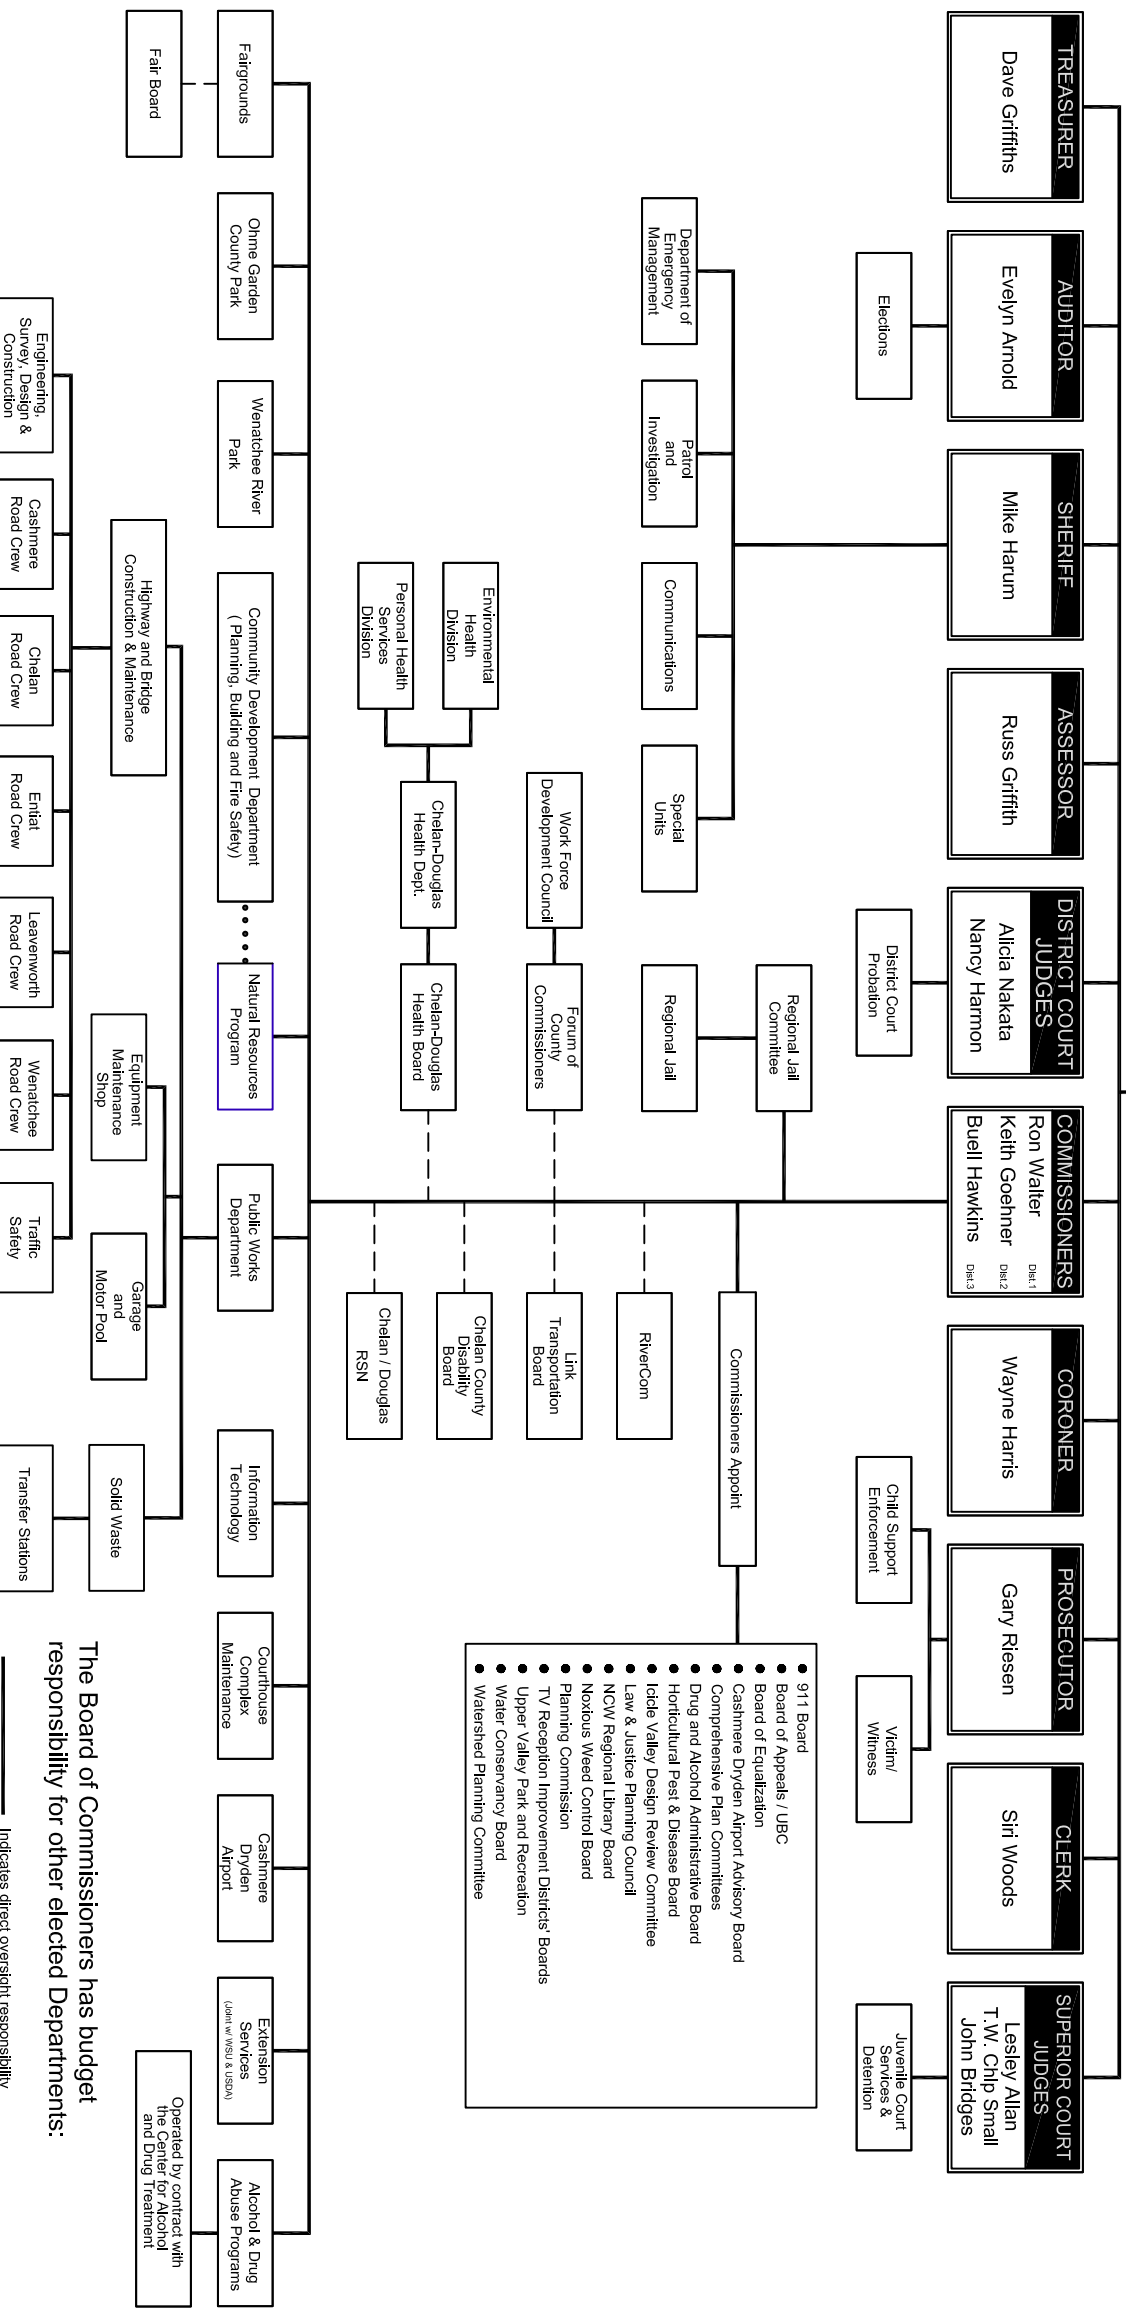 TREASURER
Dave Griffiths
AUDITOR
Evelyn Arnold
SHERIFF
Mike Harum
ASSESSOR
Russ Griffith
DISTRICT COURT
JUDGES
Alicia Nakata
Nancy Harmon
COMMISSIONERS
Ron Walter Dist.1
Keith Goehner Dist.2
Buell Hawkins Dist.3
CORONER
Wayne Harris
PROSECUTOR
Gary Riesen
CLERK
Siri Woods
SUPERIOR COURT
JUDGES
Lesley Allan
T.W. Chip Small
John Bridges
Elections
District Court
Probation
Child Support
Enforcement
Victim/
Witness
Juvenile Court
Services &
Detention
Department of
Emergency
Management
Patrol
and
Investigation
Communications
Special
Units
Regional Jail
Committee
Regional Jail
Commissioners Appoint
911 Board
Board of Appeals / UBC
Board of Equalization
Cashmere Dryden Airport Advisory Board
Comprehensive Plan Committees
Drug and Alcohol Administrative Board
Horticultural Pest & Disease Board
Icicle Valley Design Review Committee
Law & Justice Planning Council
NCW Regional Library Board
Noxious Weed Control Board
Planning Commission
TV Reception Improvement Districts' Boards
Upper Valley Park and Recreation
Water Conservancy Board
Watershed Planning Committee
RiverCom
Work Force
Development Council
Forum of
County
Commissioners
Link
Transportation
Board
Environmental
Health
Division
Personal Health
Services
Division
Chelan-Douglas
Health Dept.
Chelan-Douglas
Health Board
Chelan County
Disability
Board
Chelan / Douglas
RSN
Fairgrounds
Fair Board
Ohme Garden
County Park
Wenatchee River
Park
Community Development Department
( Planning, Building and Fire Safety)
Natural Resources
Program
Public Works
Department
Information
Technology
Courthouse
Complex
Maintenance
Cashmere
Dryden
Airport
Extension
Services
(Joint w/ WSU & USDA)
Alcohol & Drug
Abuse Programs
Operated by contract with
the Center for Alcohol
and Drug Treatment
Highway and Bridge
Construction & Maintenance
Equipment
Maintenance
Shop
Garage
and
Motor Pool
Solid Waste
Transfer Stations
Engineering,
Survey, Design &
Construction
Cashmere
Road Crew
Chelan
Road Crew
Entiat
Road Crew
Leavenworth
Road Crew
Wenatchee
Road Crew
Traffic
Safety
The Board of Commissioners has budget
responsibility for other elected Departments:
Indicates direct oversight responsibility